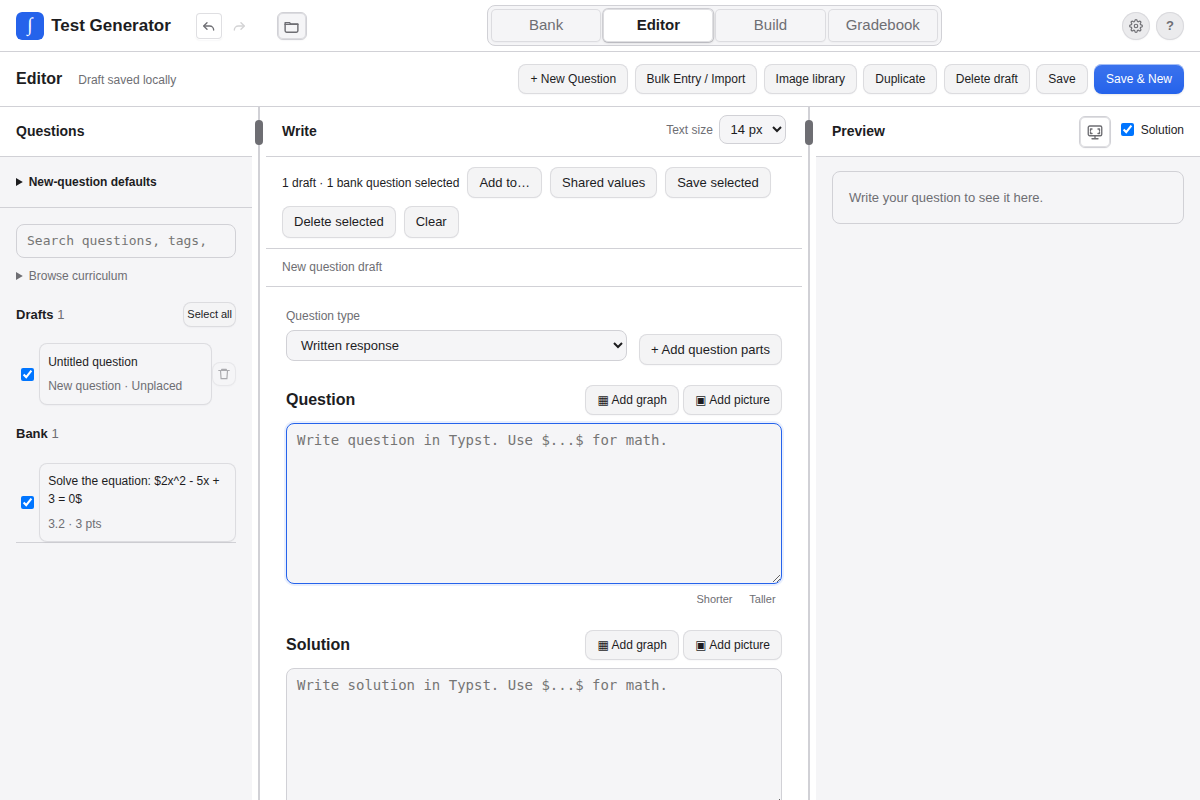 ∫ Test Generator Bank Editor Build Gradebook ?
Editor Draft saved locally + New Question Bulk Entry / Import Image library Duplicate Delete draft Save Save & New
Questions
New-question defaults
Search questions, tags,
Browse curriculum
Drafts 1 Select all
Untitled question
New question · Unplaced
Bank 1
Solve the equation: $2x^2 - 5x +
3 = 0$
3.2 · 3 pts
Write Text size 14 px
1 draft · 1 bank question selected Add to… Shared values Save selected
Delete selected Clear
New question draft
Question type
Written response + Add question parts
Question Add graph Add picture
Write question in Typst. Use $...$ for math.
Shorter Taller
Solution Add graph Add picture
Write solution in Typst. Use $...$ for math.
Preview Solution
Write your question to see it here.